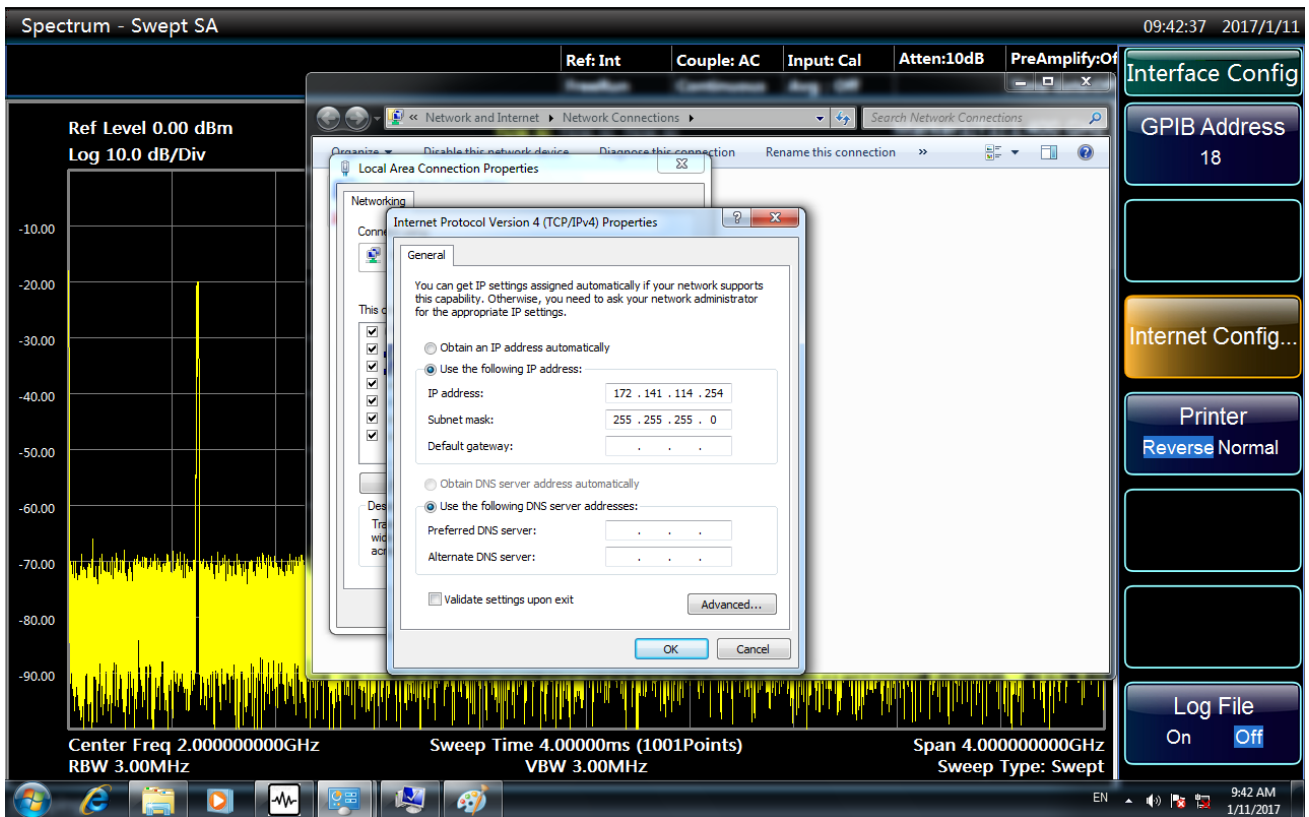 Spectrum - Swept SA
09:42:37 2017/1/11
Ref: Int
Couple: AC
Input: Cal
Atten:10dB
PreAmplify:Of
FreeRun
Continuous
Avg : Off
Interface Config
Ref Level 0.00 dBm
Log 10.0 dB/Div
« Network and Internet ▸ Network Connections ▸
Search Network Connections
Organize
Disable this network device
Diagnose this connection
Rename this connection
»
Local Area Connection Properties
Networking
Conne
This c
Des
Tra
wid
acr
Internet Protocol Version 4 (TCP/IPv4) Properties
General
You can get IP settings assigned automatically if your network supports
this capability. Otherwise, you need to ask your network administrator
for the appropriate IP settings.
Obtain an IP address automatically
Use the following IP address:
IP address:
172 . 141 . 114 . 254
Subnet mask:
255 . 255 . 255 . 0
Default gateway:
. . .
Obtain DNS server address automatically
Use the following DNS server addresses:
Preferred DNS server:
. . .
Alternate DNS server:
. . .
Validate settings upon exit
Advanced...
OK
Cancel
-10.00
-20.00
-30.00
-40.00
-50.00
-60.00
-70.00
-80.00
-90.00
Center Freq 2.000000000GHz
Sweep Time 4.00000ms (1001Points)
Span 4.000000000GHz
RBW 3.00MHz
VBW 3.00MHz
Sweep Type: Swept
GPIB Address
18
Internet Config...
Printer
Reverse Normal
Log File
On Off
EN
9:42 AM
1/11/2017